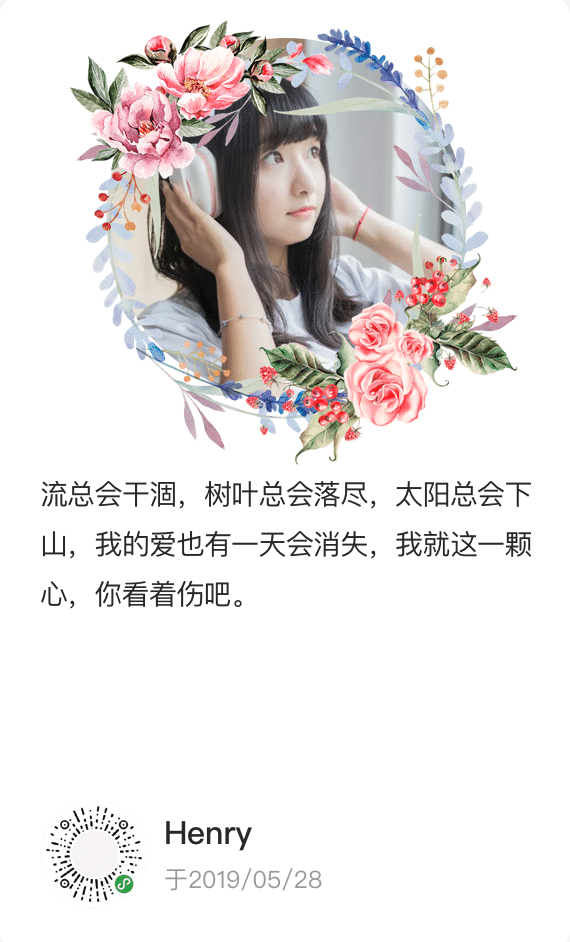 流总会干涸，树叶总会落尽，太阳总会下
山，我的爱也有一天会消失，我就这一颗
心，你看着伤吧。
Henry
于2019/05/28